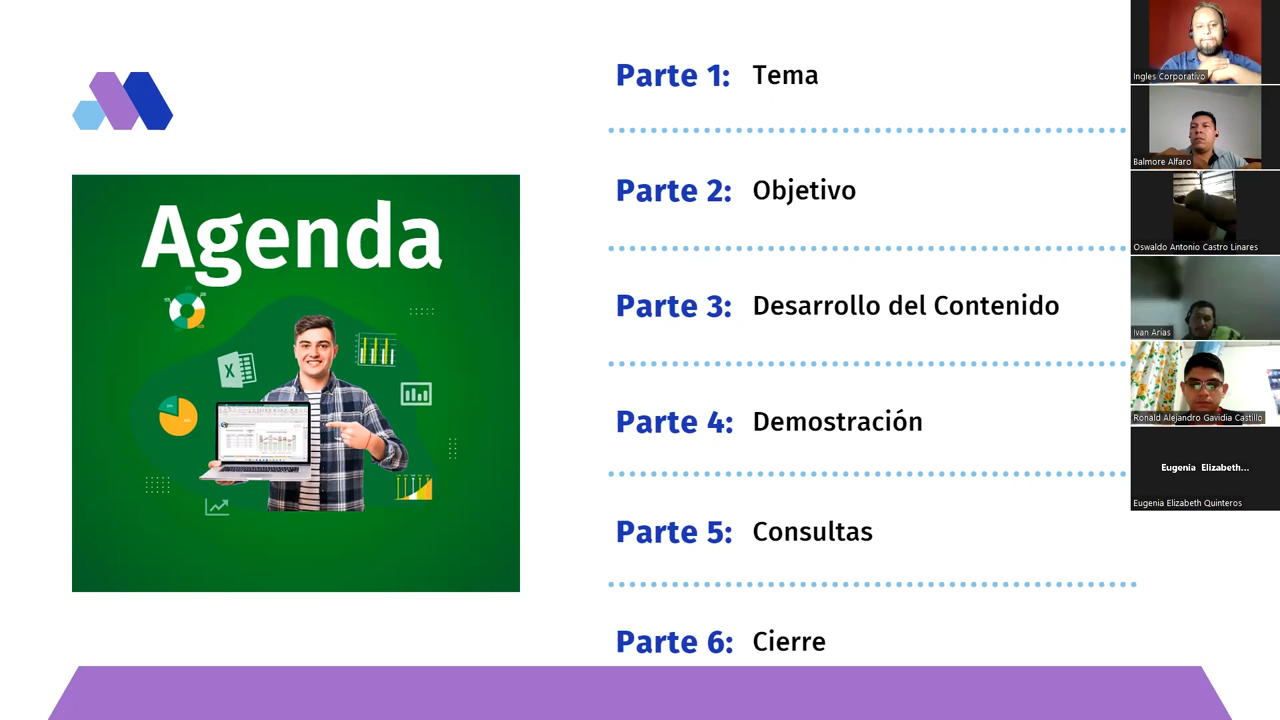 Agenda
Parte 1: Tema
Parte 2: Objetivo
Parte 3: Desarrollo del Contenido
Parte 4: Demostración
Parte 5: Consultas
Parte 6: Cierre
Ingles Corporativo
Balmore Alfaro
Oswaldo Antonio Castro Linares
Ivan Arias
Ronald Alejandro Gavidia Castillo
Eugenia Elizabeth...
Eugenia Elizabeth Quinteros